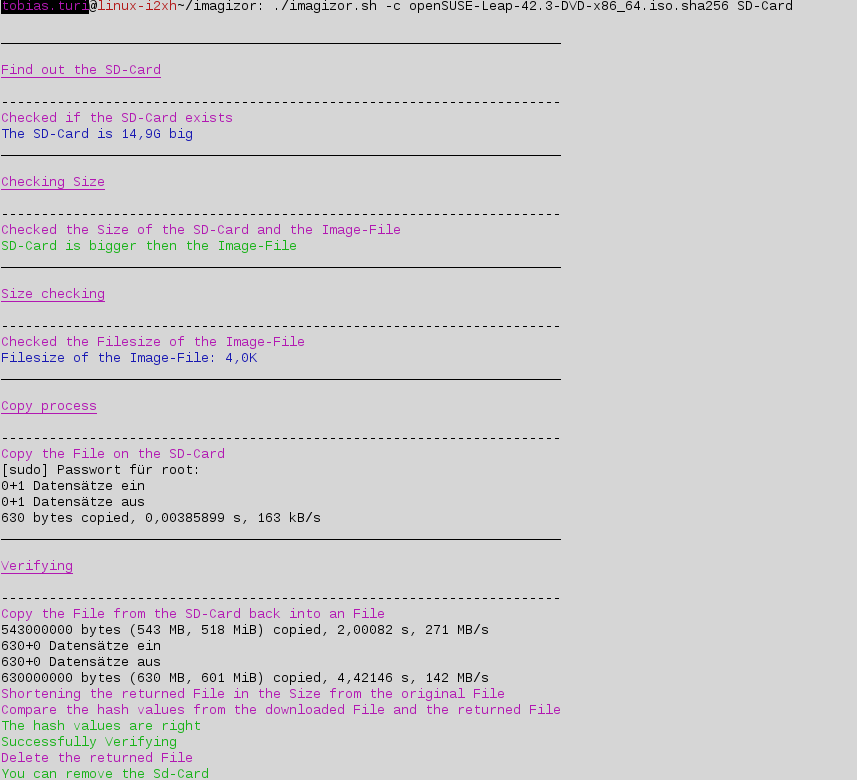 tobias.turi@linux-i2xh~/imagizor: ./imagizor.sh -c openSUSE-Leap-42.3-DVD-x86_64.iso.sha256 SD-Card
______________________________________________________________________
Find out the SD-Card
----------------------------------------------------------------------
Checked if the SD-Card exists
The SD-Card is 14,9G big
______________________________________________________________________
Checking Size
----------------------------------------------------------------------
Checked the Size of the SD-Card and the Image-File
SD-Card is bigger then the Image-File
______________________________________________________________________
Size checking
----------------------------------------------------------------------
Checked the Filesize of the Image-File
Filesize of the Image-File: 4,0K
______________________________________________________________________
Copy process
----------------------------------------------------------------------
Copy the File on the SD-Card
[sudo] Passwort für root:
0+1 Datensätze ein
0+1 Datensätze aus
630 bytes copied, 0,00385899 s, 163 kB/s
______________________________________________________________________
Verifying
----------------------------------------------------------------------
Copy the File from the SD-Card back into an File
543000000 bytes (543 MB, 518 MiB) copied, 2,00082 s, 271 MB/s
630+0 Datensätze ein
630+0 Datensätze aus
630000000 bytes (630 MB, 601 MiB) copied, 4,42146 s, 142 MB/s
Shortening the returned File in the Size from the original File
Compare the hash values from the downloaded File and the returned File
The hash values are right
Successfully Verifying
Delete the returned File
You can remove the Sd-Card